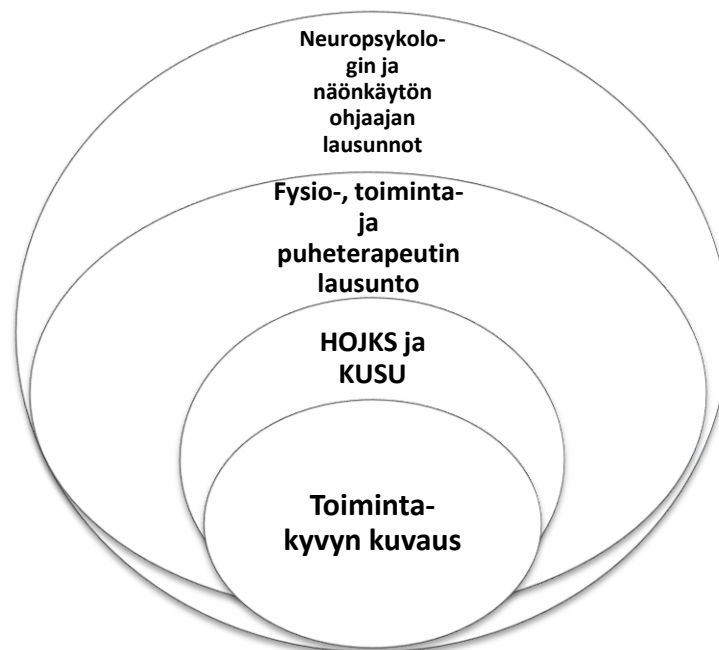 Neuropsykolo-
gin ja
näönkäytön
ohjaajan
lausunnot
Fysio-, toiminta-
ja
puheterapeutin
lausunto
HOJKS ja
KUSU
Toiminta-
kyvyn kuvaus